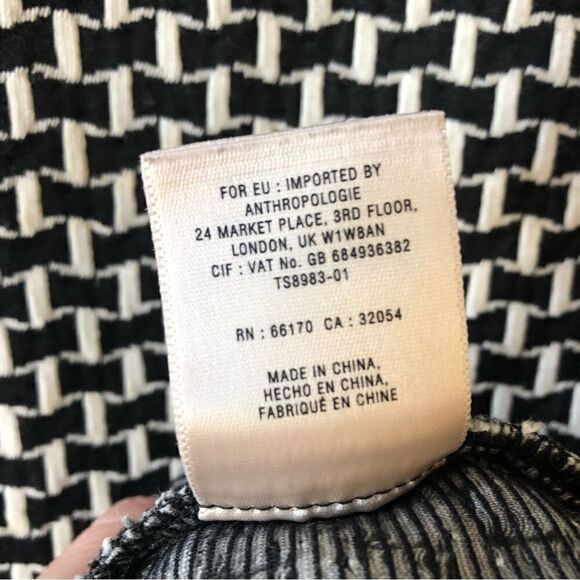 FOR EU : IMPORTED BY
ANTHROPOLOGIE
24 MARKET PLACE, 3RD FLOOR,
LONDON, UK W1W8AN
CIF : VAT No. GB 684936382
TS8983-01
RN : 66170 CA : 32054
MADE IN CHINA,
HECHO EN CHINA,
FABRIQUÉ EN CHINE